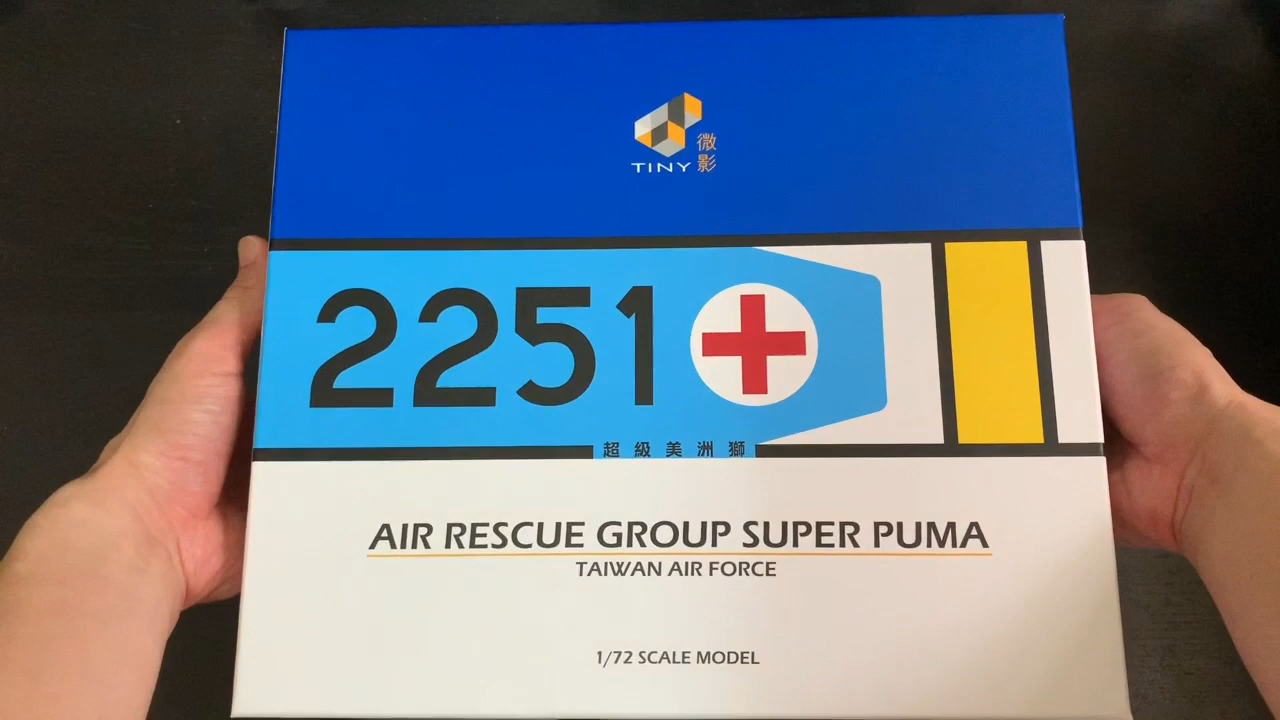 TINY 微影
2251
超級美洲獅
AIR RESCUE GROUP SUPER PUMA
TAIWAN AIR FORCE
1/72 SCALE MODEL